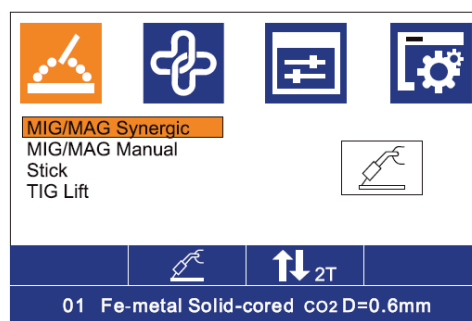 MIG/MAG Synergic
MIG/MAG Manual
Stick
TIG Lift
2T
01 Fe-metal Solid-cored CO2 D=0.6mm